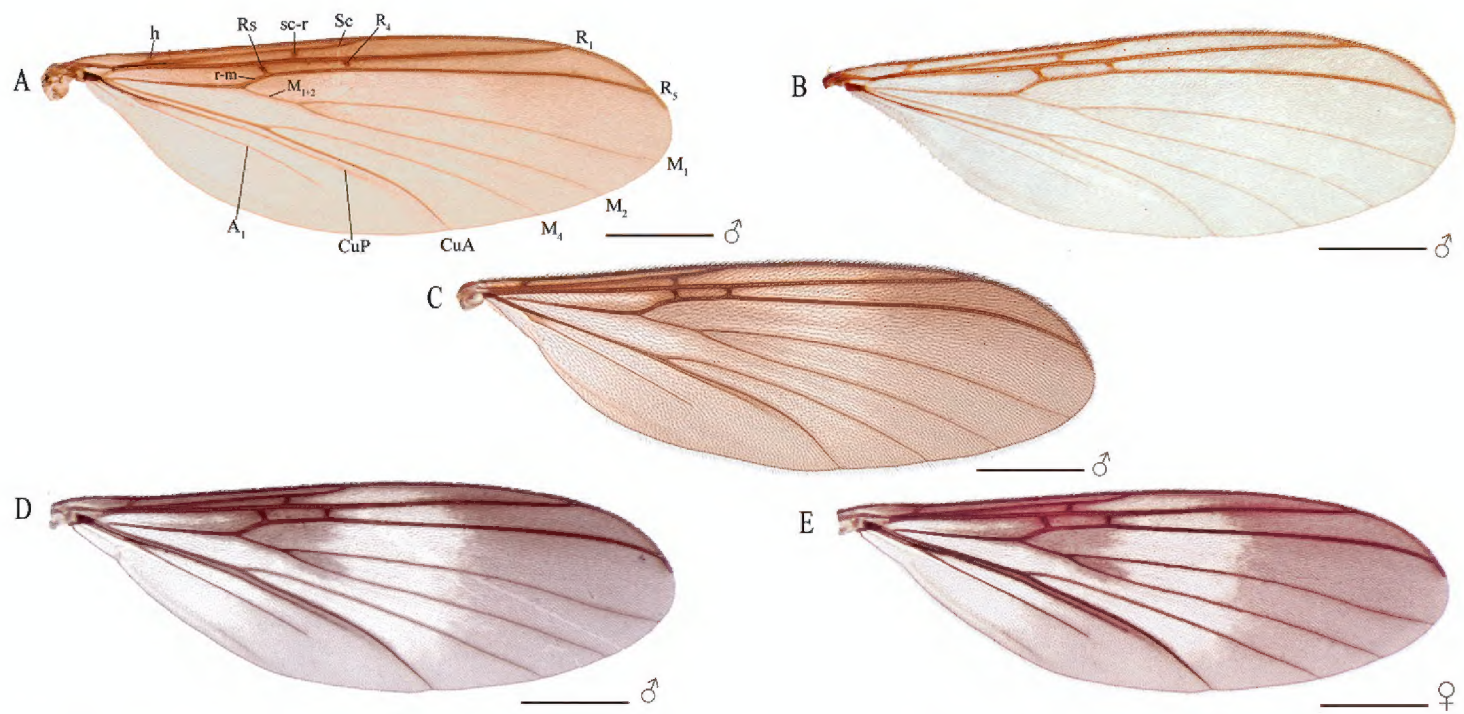 h Rs sc-r Sc R4 R1
A r-m M1+2 R5
M1
M2
A1 CuP CuA M4 ♂
B ♂
C ♂
D ♂
E ♀